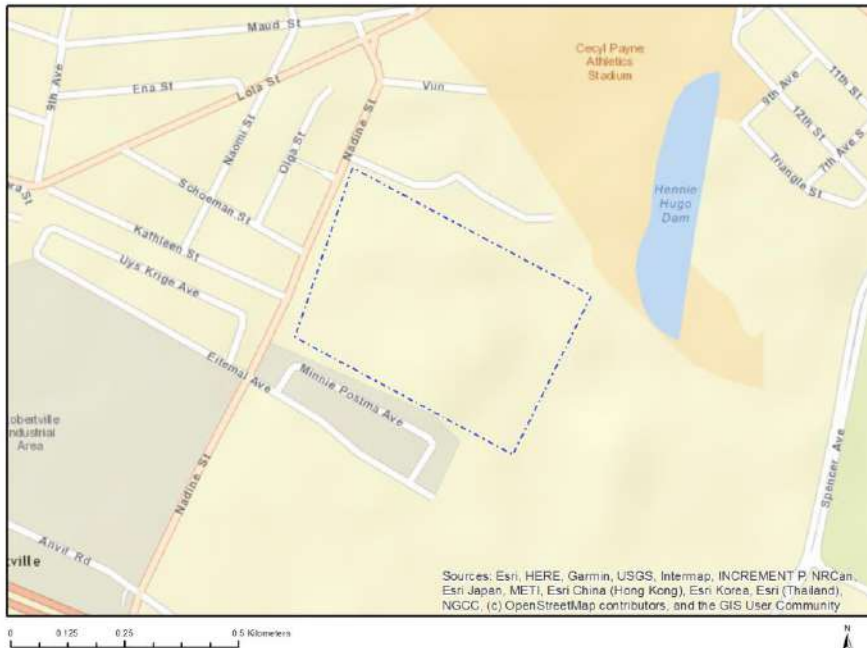 Maud St
9th Ave
Ena St
Lola St
Naomi St
Olga St
Nadine St
Vun
Cecyl Payne
Athletics
Stadium
Hennie
Hugo
Dam
9th Ave
11th St
12th St
7th Ave S
Triangle St
Schoeman St
Kathleen St
Uys Krige Ave
Eitemal Ave
Minnie Postma Ave
obertville
ndustrial
Area
Nadine St
Spencer Ave
Anvil Rd
tville
Sources: Esri, HERE, Garmin, USGS, Intermap, INCREMENT P, NRCan,
Esri Japan, METI, Esri China (Hong Kong), Esri Korea, Esri (Thailand),
NGCC, (c) OpenStreetMap contributors, and the GIS User Community
0 0.125 0.25 0.5 Kilometers
N